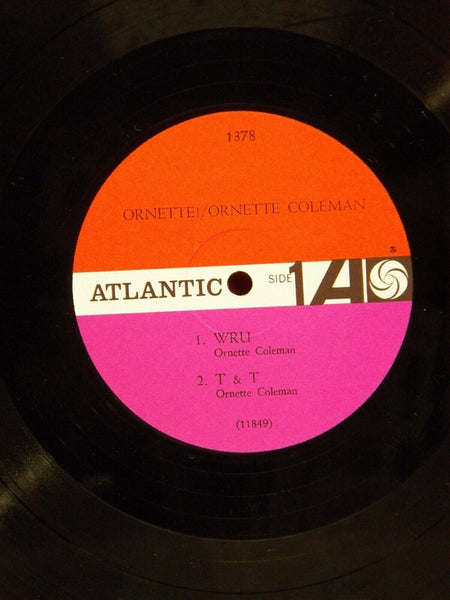 1378
ORNETTE!/ORNETTE COLEMAN
®
ATLANTIC SIDE 1 A
1. WRU
Ornette Coleman
2. T & T
Ornette Coleman
(11849)